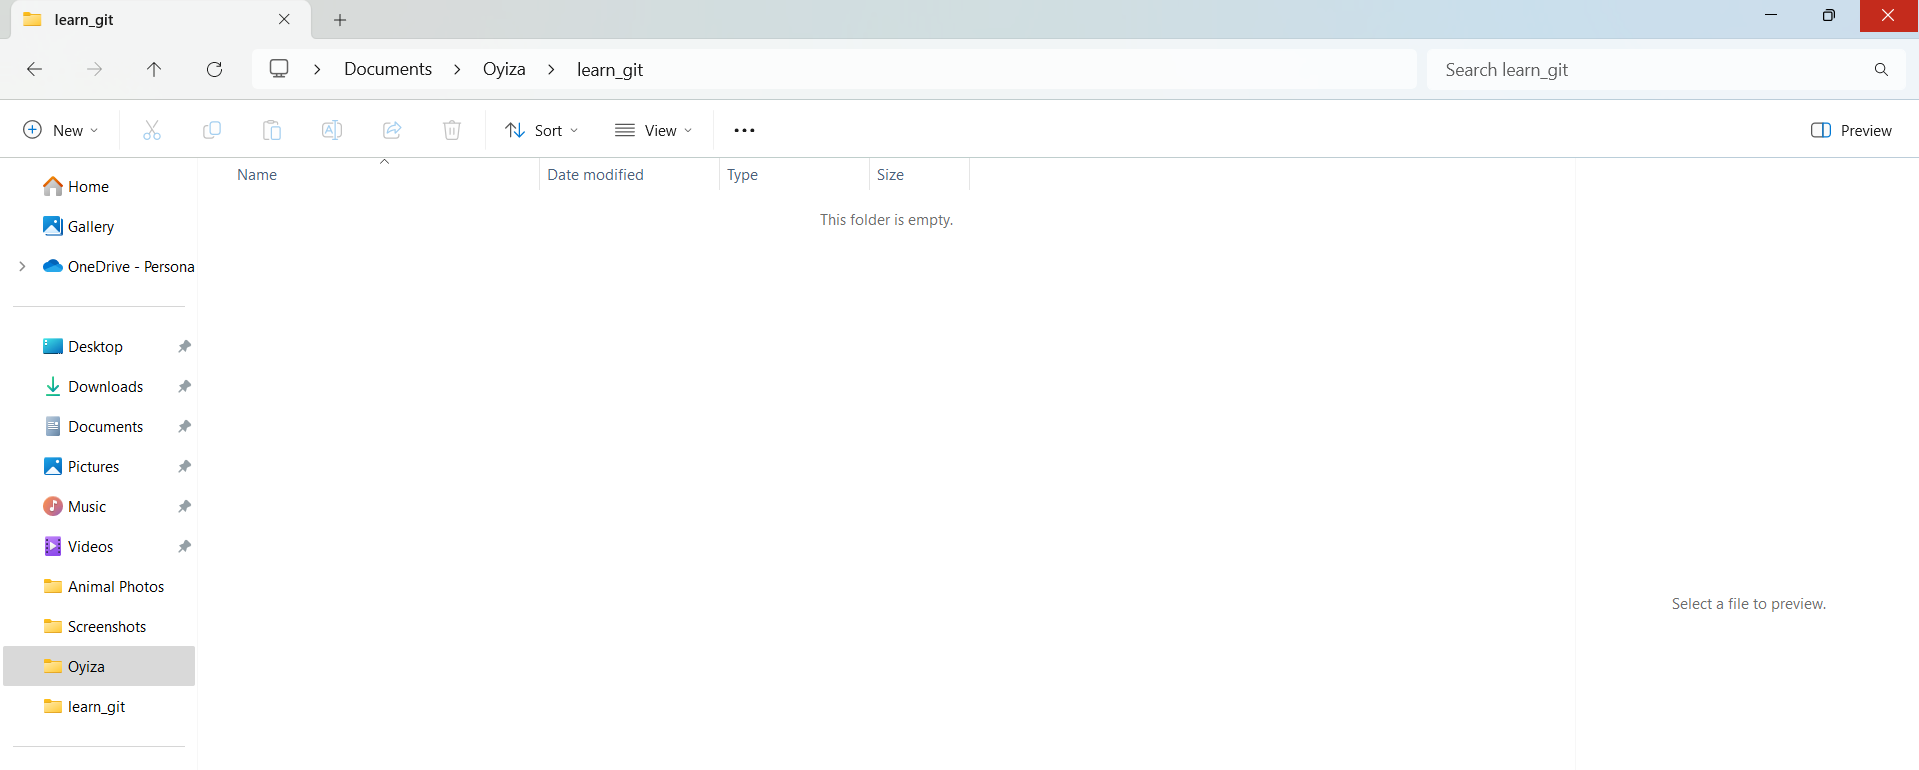 learn_git
Documents > Oyiza > learn_git
Search learn_git
New
Sort
View
Preview
Name
Date modified
Type
Size
This folder is empty.
Home
Gallery
OneDrive - Persona
Desktop
Downloads
Documents
Pictures
Music
Videos
Animal Photos
Screenshots
Oyiza
learn_git
Select a file to preview.